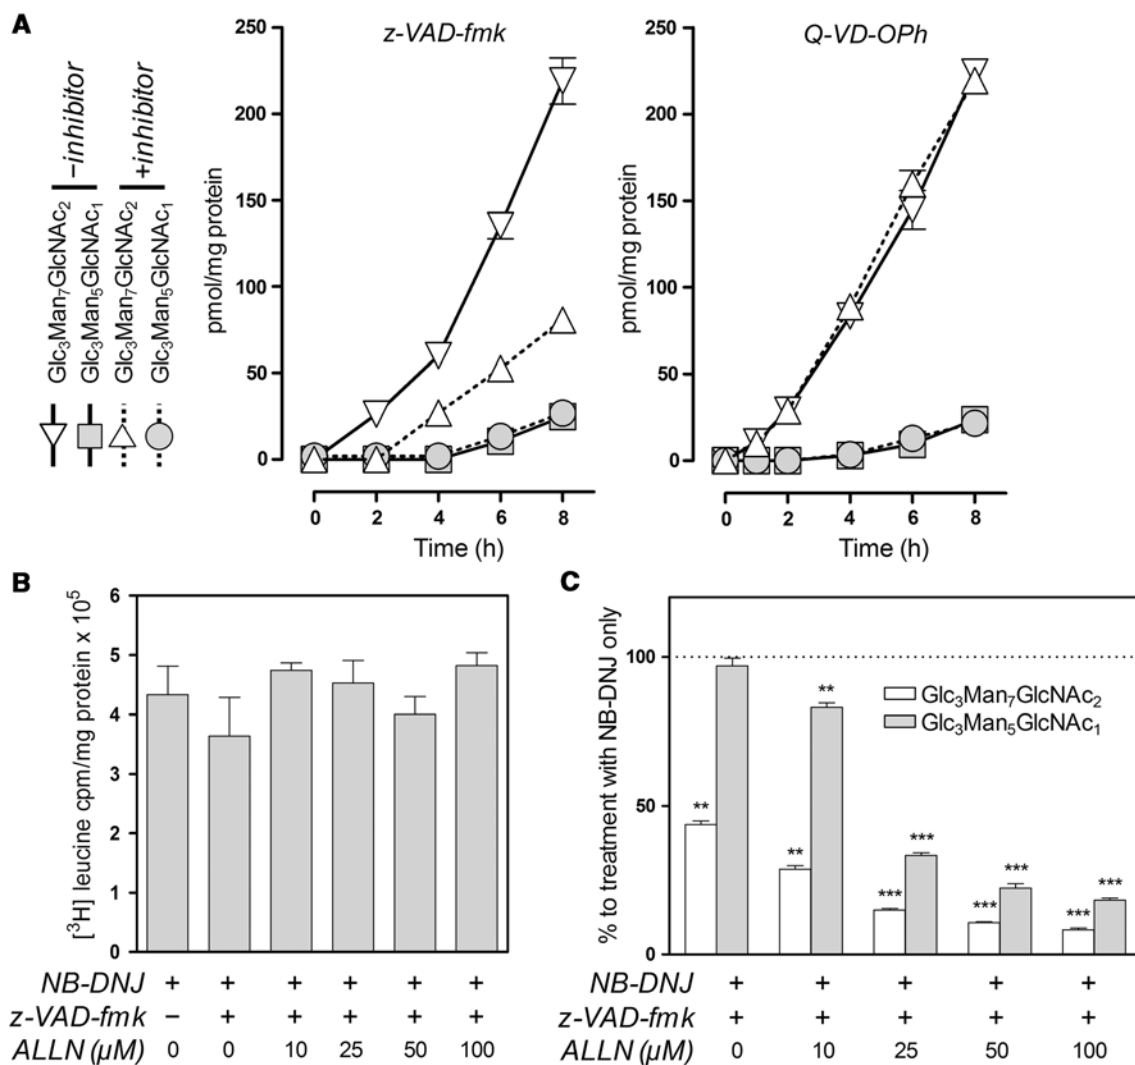 A
–inhibitor
+inhibitor
Glc₃Man₇GlcNAc₂
Glc₃Man₅GlcNAc₁
Glc₃Man₇GlcNAc₂
Glc₃Man₅GlcNAc₁
z-VAD-fmk
pmol/mg protein
250
200
150
100
50
0
0 2 4 6 8
Time (h)
Q-VD-OPh
pmol/mg protein
250
200
150
100
50
0
0 2 4 6 8
Time (h)
B
[³H] leucine cpm/mg protein x 10⁵
6
5
4
3
2
1
0
NB-DNJ + + + + + +
z-VAD-fmk – + + + + +
ALLN (µM) 0 0 10 25 50 100
C
% to treatment with NB-DNJ only
100
50
0
Glc₃Man₇GlcNAc₂
Glc₃Man₅GlcNAc₁
** ** ** *** *** *** *** *** ***
NB-DNJ + + + + +
z-VAD-fmk + + + + +
ALLN (µM) 0 10 25 50 100